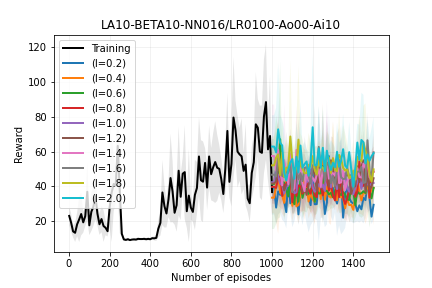 LA10-BETA10-NN016/LR0100-Ao00-Ai10
120
100
80
60
40
20
Reward
Training
(l=0.2)
(l=0.4)
(l=0.6)
(l=0.8)
(l=1.0)
(l=1.2)
(l=1.4)
(l=1.6)
(l=1.8)
(l=2.0)
0 200 400 600 800 1000 1200 1400
Number of episodes